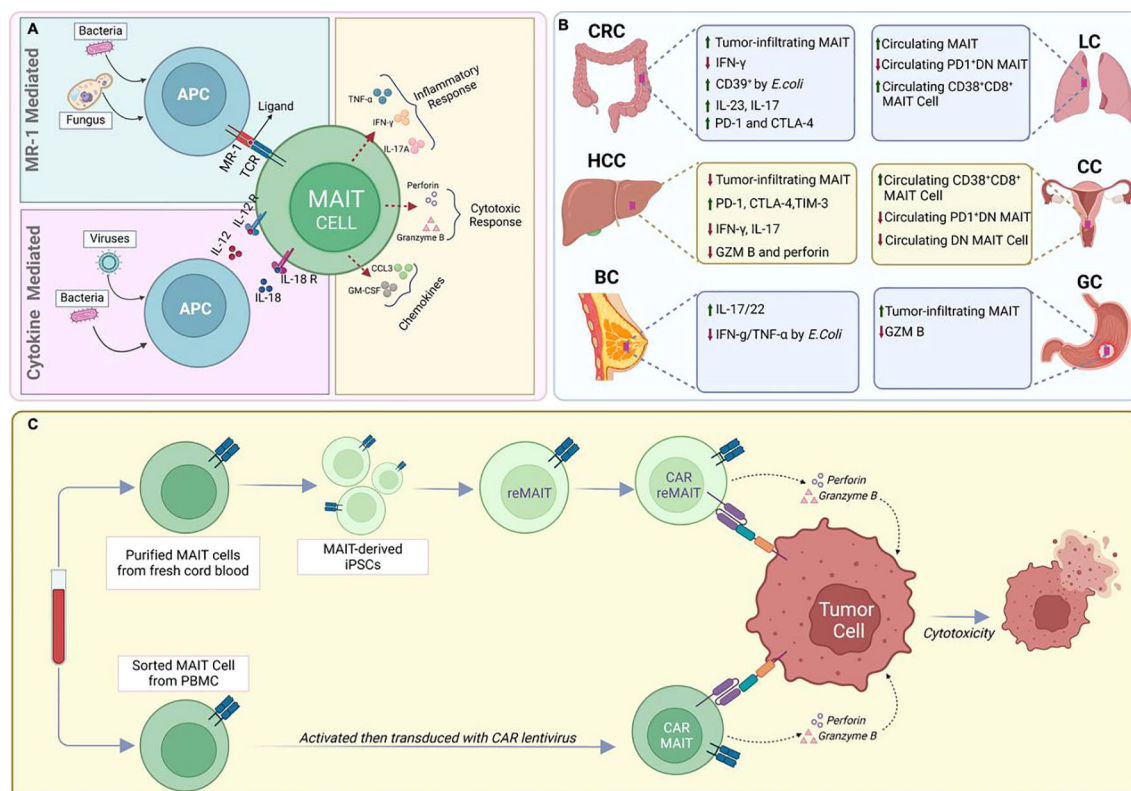 A
MR-1 Mediated
Bacteria
Fungus
APC
Ligand
MR-1
TCR
MAIT
CELL
TNF-α
IFN-γ
IL-17A
Inflammatory
Response
Perforin
Granzyme B
Cytotoxic
Response
CCL3
GM-CSF
Chemokines
Cytokine Mediated
Viruses
Bacteria
APC
IL-12 R
IL-12
IL-18 R
IL-18
B
CRC
↑ Tumor-infiltrating MAIT
↓ IFN-γ
↑ CD39⁺ by E.coli
↑ IL-23, IL-17
↑ PD-1 and CTLA-4
LC
↑ Circulating MAIT
↓ Circulating PD1⁺DN MAIT
↑ Circulating CD38⁺CD8⁺
MAIT Cell
HCC
↓ Tumor-infiltrating MAIT
↑ PD-1, CTLA-4,TIM-3
↓ IFN-γ, IL-17
↓ GZM B and perforin
CC
↑ Circulating CD38⁺CD8⁺
MAIT Cell
↓ Circulating PD1⁺DN MAIT
↓ Circulating DN MAIT Cell
BC
↑ IL-17/22
↓ IFN-g/TNF-α by E.Coli
GC
↑ Tumor-infiltrating MAIT
↓ GZM B
C
Purified MAIT cells
from fresh cord blood
MAIT-derived
iPSCs
reMAIT
CAR
reMAIT
Perforin
Granzyme B
Tumor
Cell
Cytotoxicity
Sorted MAIT Cell
from PBMC
Activated then transduced with CAR lentivirus
CAR
MAIT
Perforin
Granzyme B